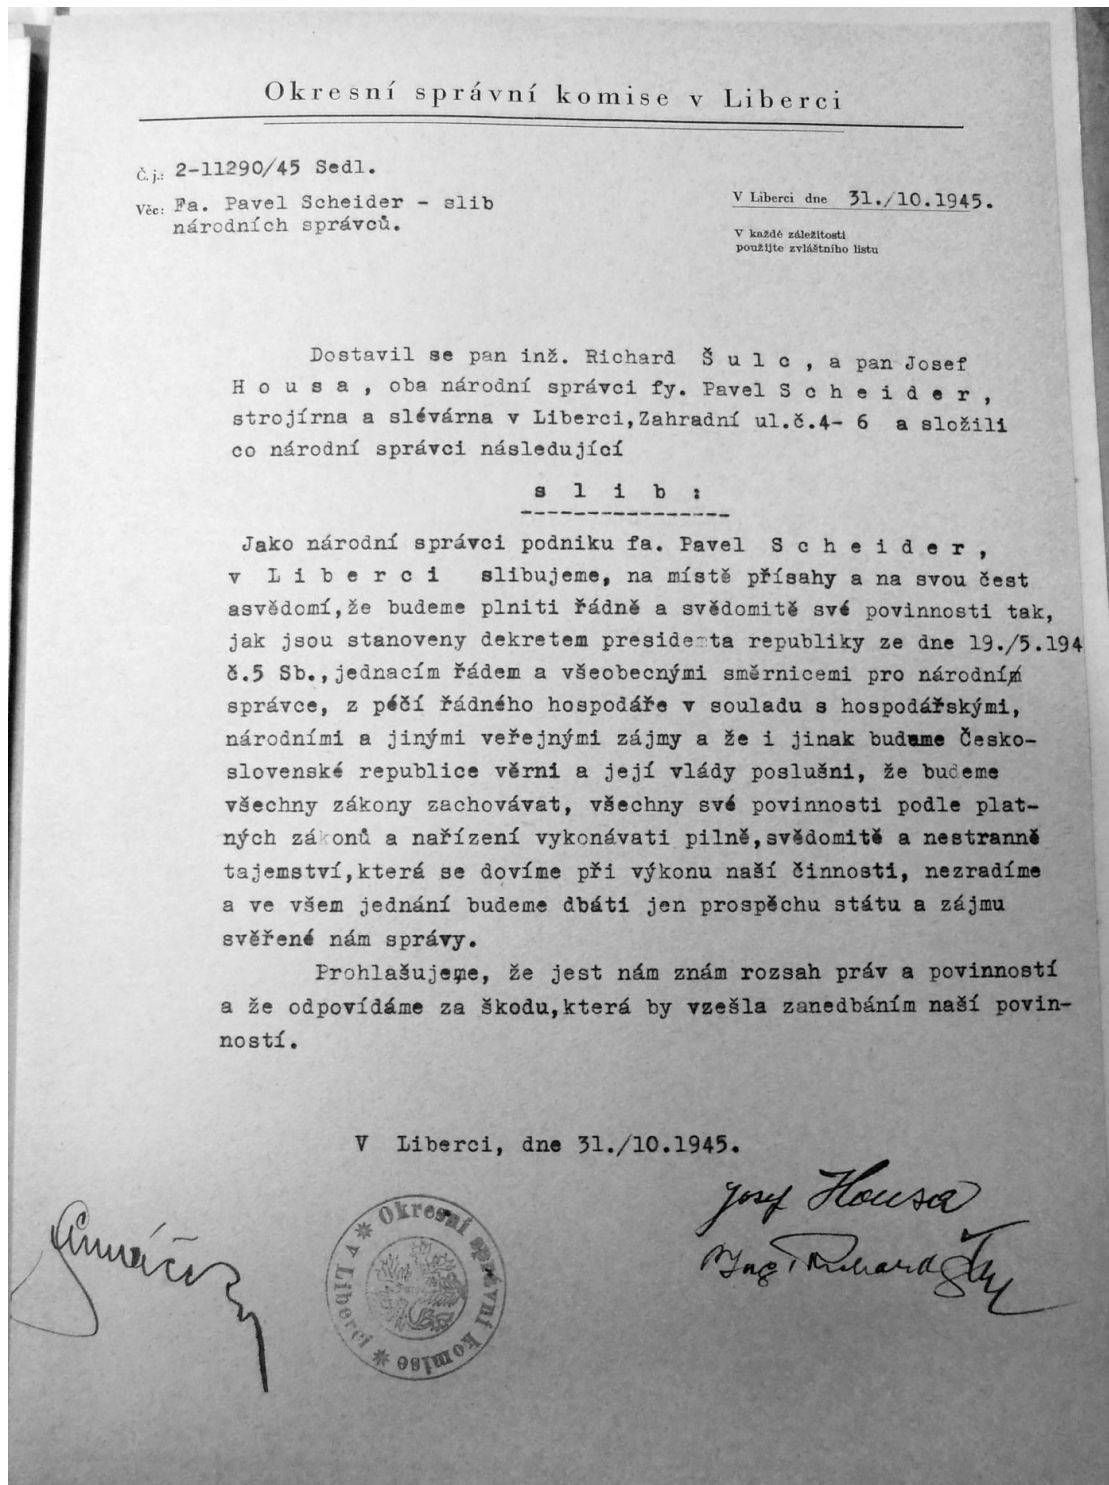 Okresní správní komise v Liberci
Č.j.: 2-11290/45 Sedl.
Věc: Fa. Pavel Scheider - slib
národních správců.
V Liberci dne 31./10.1945.
V každé záležitosti
použijte zvláštního listu
Dostavil se pan inž. Richard Š u l c , a pan Josef
H o u s a , oba národní správci fy. Pavel S c h e i d e r ,
strojírna a slévárna v Liberci,Zahradní ul.č.4- 6 a složili
co národní správci následující
s l i b :
----------------
Jako národní správci podniku fa. Pavel S c h e i d e r ,
v L i b e r c i slibujeme, na místě přísahy a na svou čest
asvědomí,že budeme plniti řádně a svědomitě své povinnosti tak,
jak jsou stanoveny dekretem presidenta republiky ze dne 19./5.194
č.5 Sb.,jednacím řádem a všeobecnými směrnicemi pro národní
správce, z péčí řádného hospodáře v souladu s hospodářskými,
národními a jinými veřejnými zájmy a že i jinak budeme Česko-
slovenské republice věrni a její vlády poslušni, že budeme
všechny zákony zachovávat, všechny své povinnosti podle plat-
ných zákonů a nařízení vykonávati pilně,svědomitě a nestranně
tajemství,která se dovíme při výkonu naší činnosti, nezradíme
a ve všem jednání budeme dbáti jen prospěchu státu a zájmu
svěřené nám správy.
Prohlašujeme, že jest nám znám rozsah práv a povinností
a že odpovídáme za škodu,která by vzešla zanedbáním naší povin-
ností.
V Liberci, dne 31./10.1945.
Josef Housa
Ing Richard
Okresní správní komise v Liberci